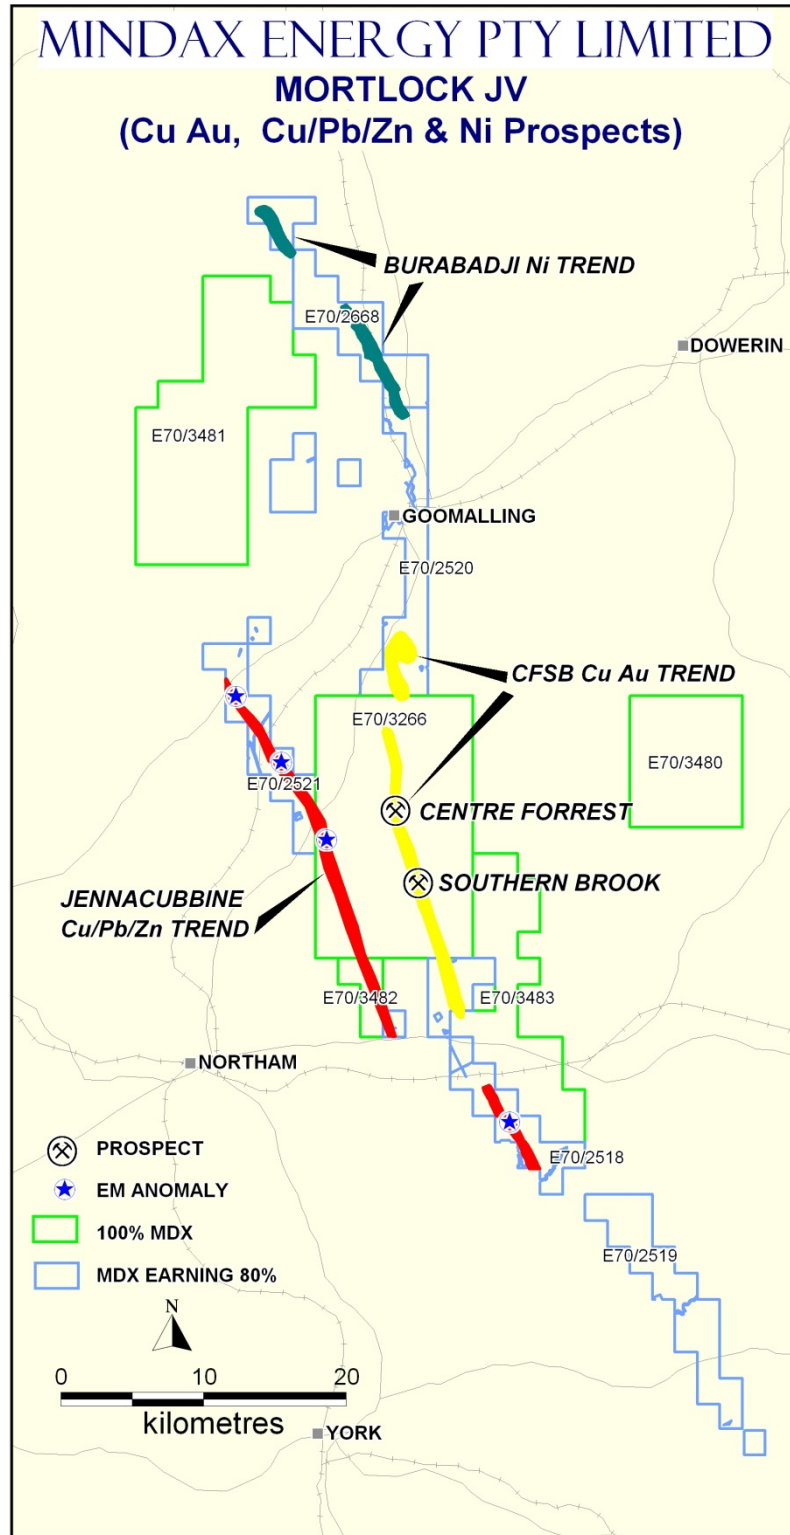 MINDAX ENERGY PTY LIMITED
MORTLOCK JV
(Cu Au, Cu/Pb/Zn & Ni Prospects)
BURABADJI Ni TREND
E70/2668
DOWERIN
E70/3481
GOOMALLING
E70/2520
CFSB Cu Au TREND
E70/3266
E70/3480
E70/2521
CENTRE FORREST
SOUTHERN BROOK
JENNACUBBINE
Cu/Pb/Zn TREND
E70/3482
E70/3483
NORTHAM
PROSPECT
E70/2518
EM ANOMALY
100% MDX
E70/2519
MDX EARNING 80%
N
0 10 20
kilometres
YORK